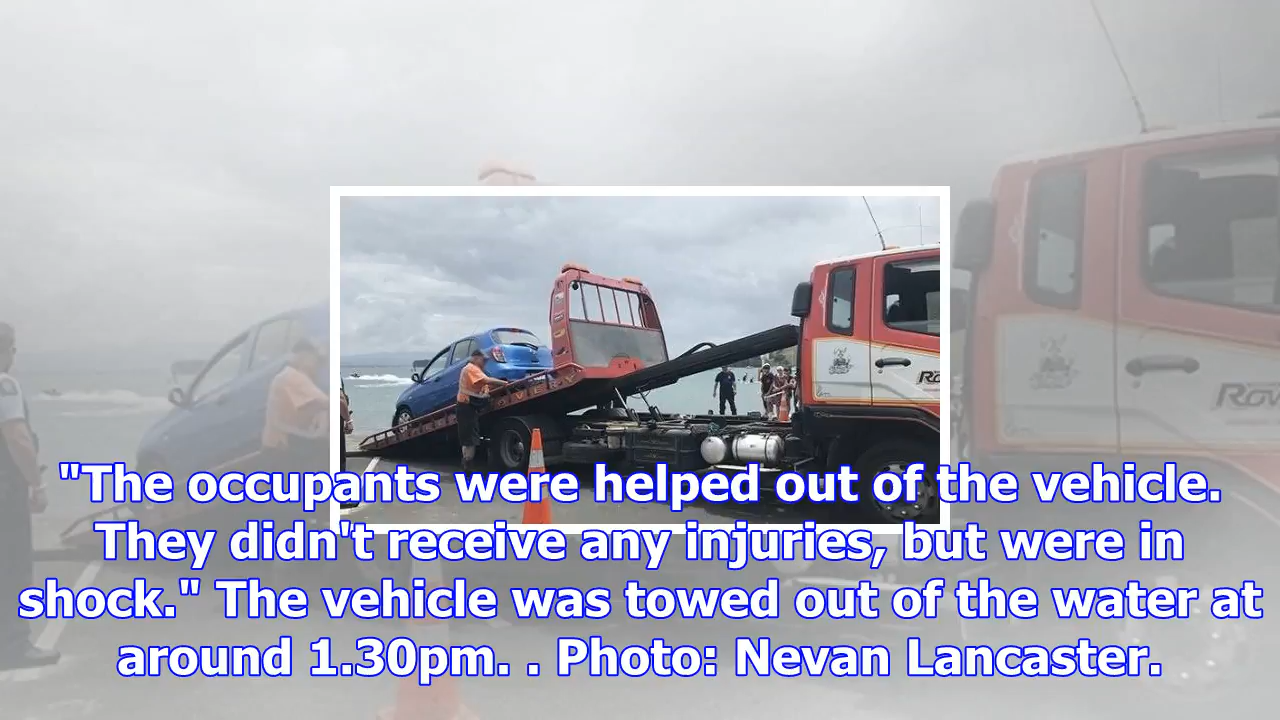 "The occupants were helped out of the vehicle.
They didn't receive any injuries, but were in
shock." The vehicle was towed out of the water at
around 1.30pm. . Photo: Nevan Lancaster.